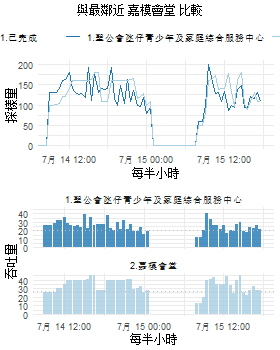 與最鄰近 嘉模會堂 比較
1.已完成
1.聖公會氹仔青少年及家庭綜合服務中心
採樣量
200
150
100
50
0
7月 14 12:00
7月 15 00:00
7月 15 12:00
每半小時
1.聖公會氹仔青少年及家庭綜合服務中心
吞吐量
40
30
20
10
0
2.嘉模會堂
40
30
20
10
0
7月 14 12:00
7月 15 00:00
7月 15 12:00
每半小時